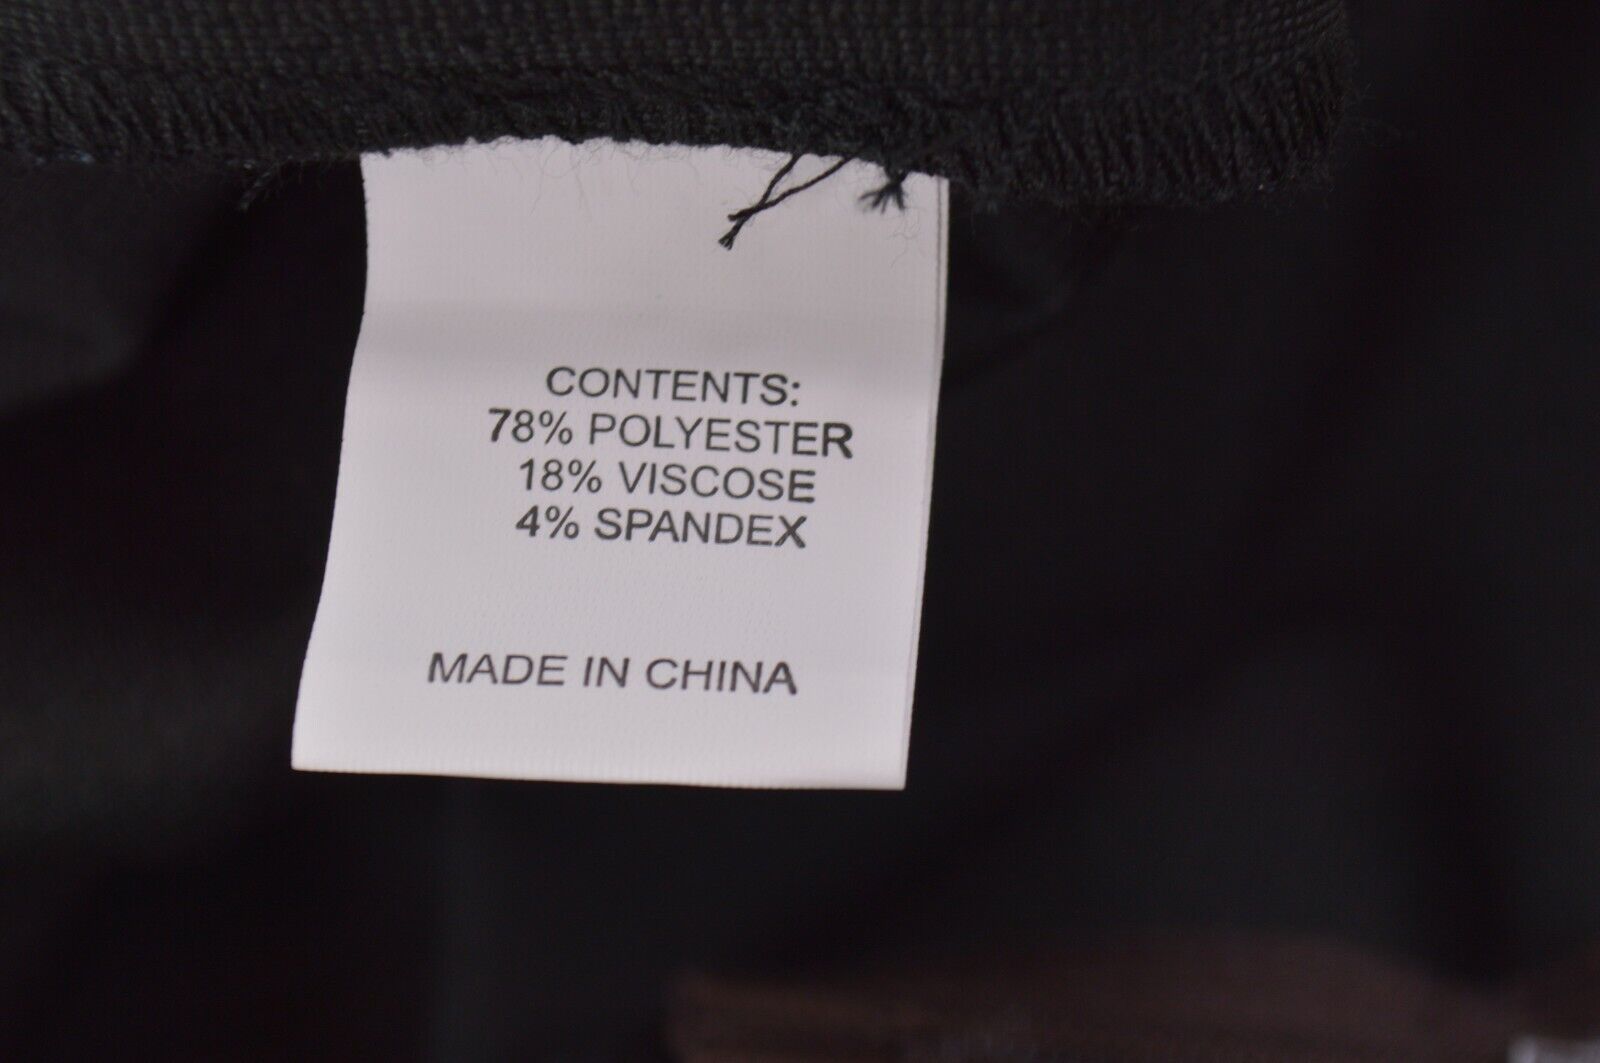 CONTENTS:
78% POLYESTER
18% VISCOSE
4% SPANDEX
MADE IN CHINA